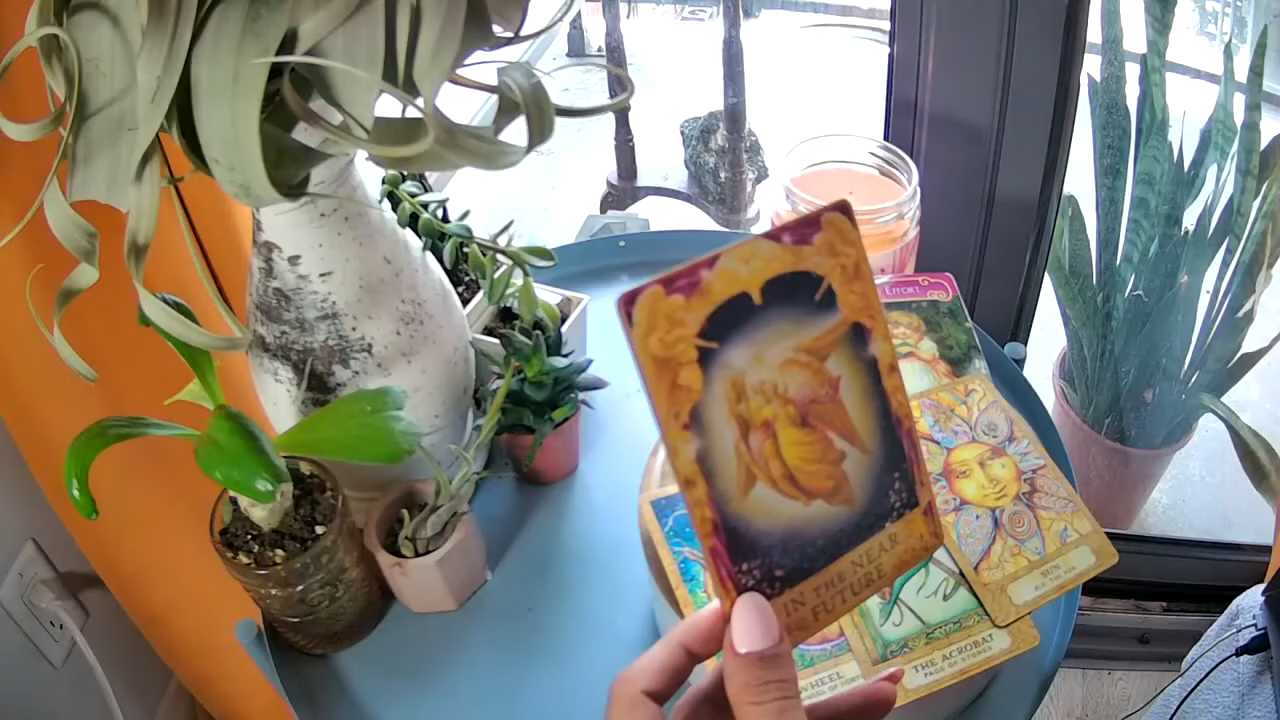 EFFORT
IN THE NEAR
FUTURE
SUN
WHEEL
THE ACROBAT
PAGE OF STONES